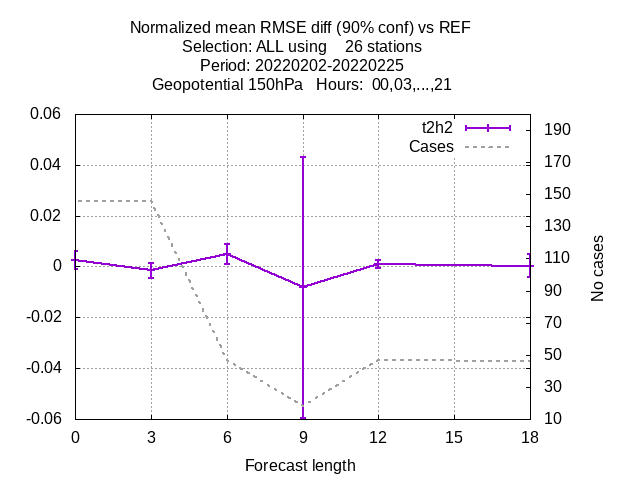 Normalized mean RMSE diff (90% conf) vs REF
Selection: ALL using    26 stations
Period: 20220202-20220225
Geopotential 150hPa   Hours:  00,03,...,21
t2h2
Cases
0.06
0.04
0.02
0
-0.02
-0.04
-0.06
190
170
150
130
110
90
70
50
30
10
No cases
0 3 6 9 12 15 18
Forecast length